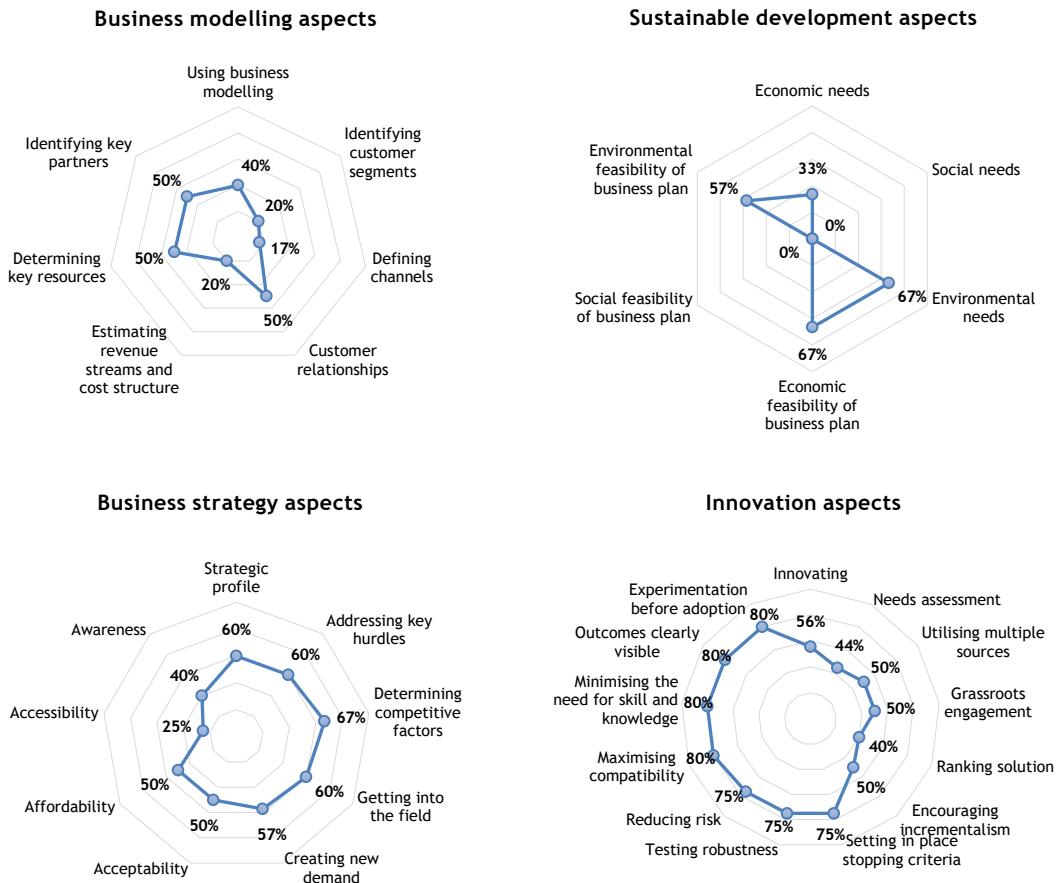 Business modelling aspects
Using business
modelling
Identifying
customer
segments
Defining
channels
Customer
relationships
Estimating
revenue
streams and
cost structure
Determining
key resources
Identifying key
partners
40%
20%
17%
50%
20%
50%
50%
Sustainable development aspects
Economic needs
Social needs
Environmental
needs
Economic
feasibility of
business plan
Social feasibility
of business plan
Environmental
feasibility of
business plan
33%
0%
67%
67%
0%
57%
Business strategy aspects
Strategic
profile
Addressing key
hurdles
Determining
competitive
factors
Getting into
the field
Creating new
demand
Acceptability
Affordability
Accessibility
Awareness
60%
60%
67%
60%
57%
50%
50%
25%
40%
Innovation aspects
Innovating
Needs assessment
Utilising multiple
sources
Grassroots
engagement
Ranking solution
Encouraging
incrementalism
Setting in place
stopping criteria
Testing robustness
Reducing risk
Maximising
compatibility
Minimising the
need for skill and
knowledge
Outcomes clearly
visible
Experimentation
before adoption
56%
44%
50%
50%
40%
50%
75%
75%
75%
80%
80%
80%
80%